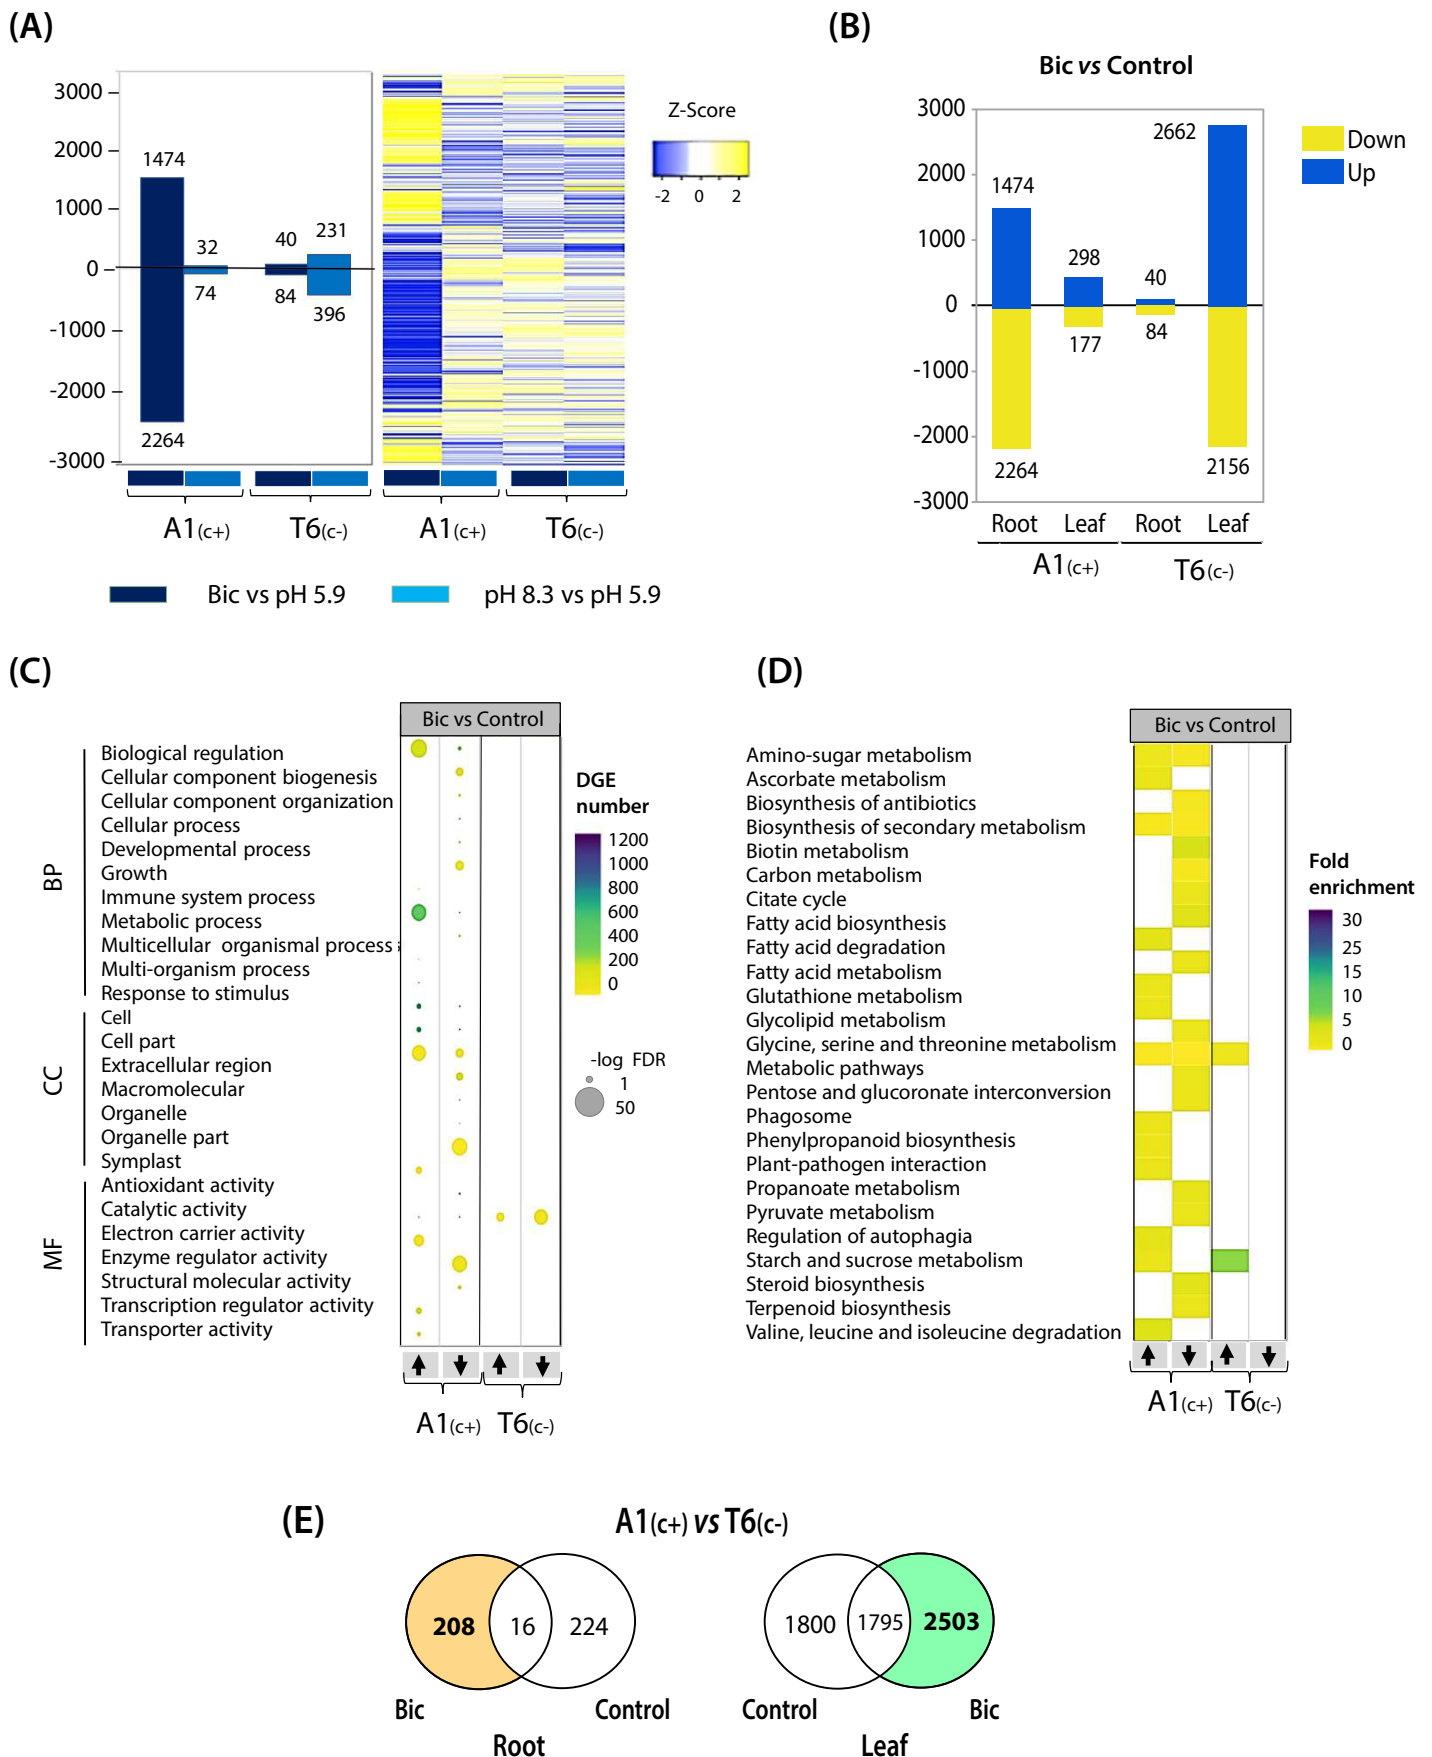 (A)
3000
2000
1000
0
-1000
-2000
-3000
1474
2264
32
74
40
84
231
396
A1(c+)
T6(c-)
A1(c+)
T6(c-)
Z-Score
-2 0 2
Bic vs pH 5.9
pH 8.3 vs pH 5.9
(B)
Bic vs Control
3000
2000
1000
0
-1000
-2000
-3000
1474
2264
298
177
40
84
2662
2156
Down
Up
Root Leaf Root Leaf
A1(c+) T6(c-)
(C)
Bic vs Control
BP
Biological regulation
Cellular component biogenesis
Cellular component organization
Cellular process
Developmental process
Growth
Immune system process
Metabolic process
Multicellular organismal process
Multi-organism process
Response to stimulus
CC
Cell
Cell part
Extracellular region
Macromolecular
Organelle
Organelle part
Symplast
MF
Antioxidant activity
Catalytic activity
Electron carrier activity
Enzyme regulator activity
Structural molecular activity
Transcription regulator activity
Transporter activity
A1(c+) T6(c-)
DGE
number
1200
1000
800
600
400
200
0
-log FDR
1
50
(D)
Bic vs Control
Amino-sugar metabolism
Ascorbate metabolism
Biosynthesis of antibiotics
Biosynthesis of secondary metabolism
Biotin metabolism
Carbon metabolism
Citate cycle
Fatty acid biosynthesis
Fatty acid degradation
Fatty acid metabolism
Glutathione metabolism
Glycolipid metabolism
Glycine, serine and threonine metabolism
Metabolic pathways
Pentose and glucoronate interconversion
Phagosome
Phenylpropanoid biosynthesis
Plant-pathogen interaction
Propanoate metabolism
Pyruvate metabolism
Regulation of autophagia
Starch and sucrose metabolism
Steroid biosynthesis
Terpenoid biosynthesis
Valine, leucine and isoleucine degradation
A1(c+) T6(c-)
Fold
enrichment
30
25
15
10
5
0
(E)
A1(c+) vs T6(c-)
208 16 224
Bic Control
Root
1800 1795 2503
Control Bic
Leaf